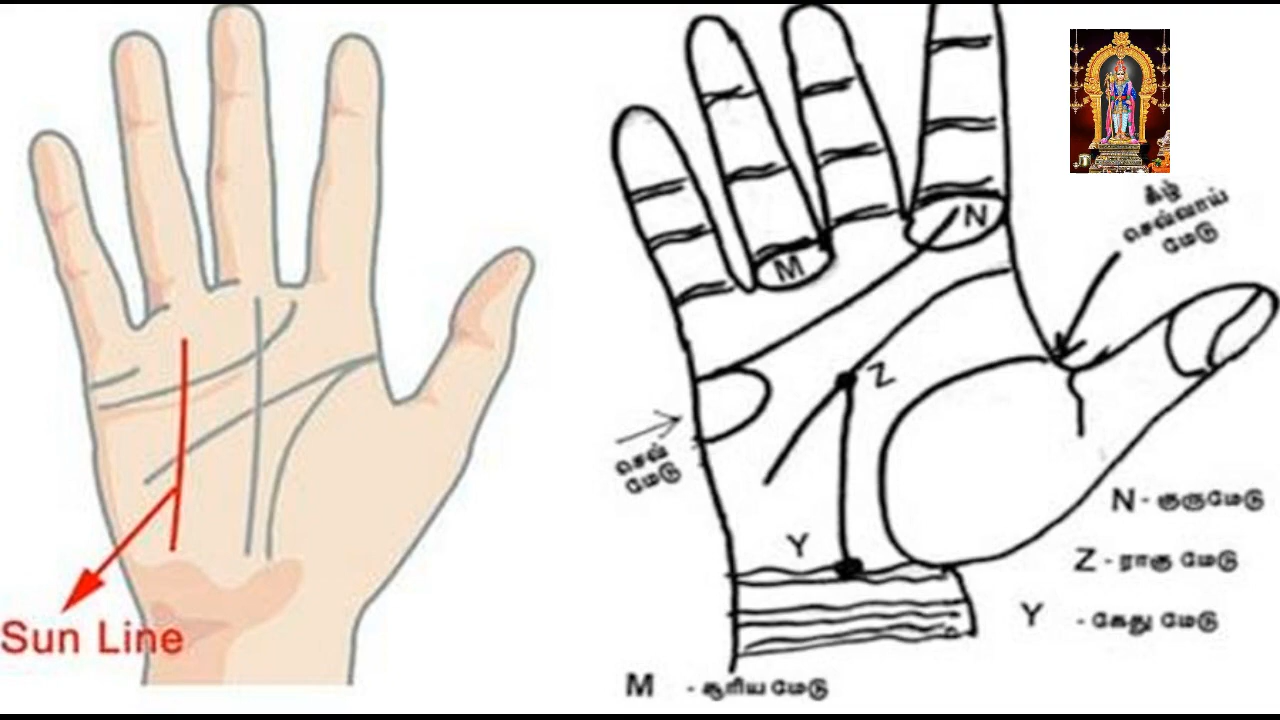 Sun Line
M
N
கீழ்
செவ்வாய்
மேடு
Z
செவ்
மேடு
Y
N - குருமேடு
Z - ராகு மேடு
Y - கேது மேடு
M - சூரிய மேடு